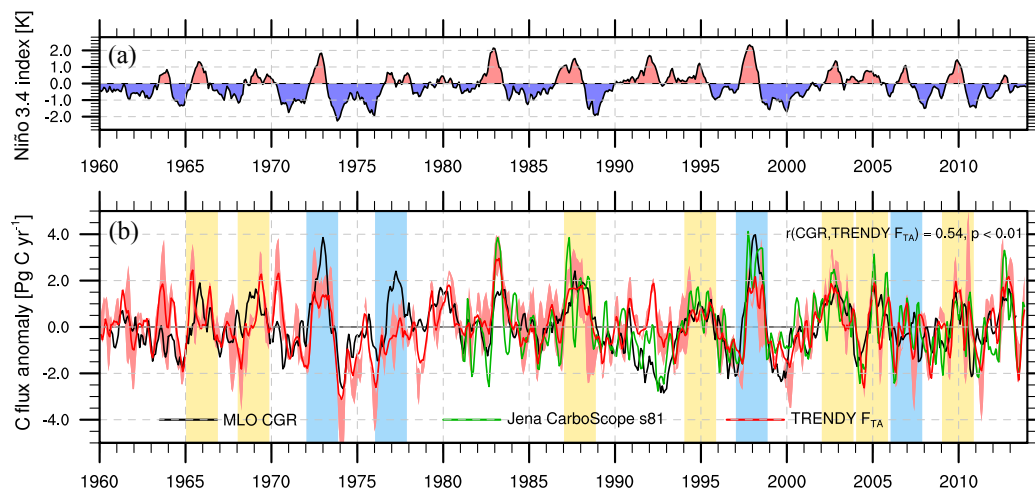 Niño 3.4 index [K]
(a)
2.0
1.0
0.0
-1.0
-2.0
1960 1965 1970 1975 1980 1985 1990 1995 2000 2005 2010
C flux anomaly [Pg C yr⁻¹]
(b)
r(CGR,TRENDY F_TA) = 0.54, p < 0.01
4.0
2.0
0.0
-2.0
-4.0
MLO CGR Jena CarboScope s81 TRENDY F_TA
1960 1965 1970 1975 1980 1985 1990 1995 2000 2005 2010